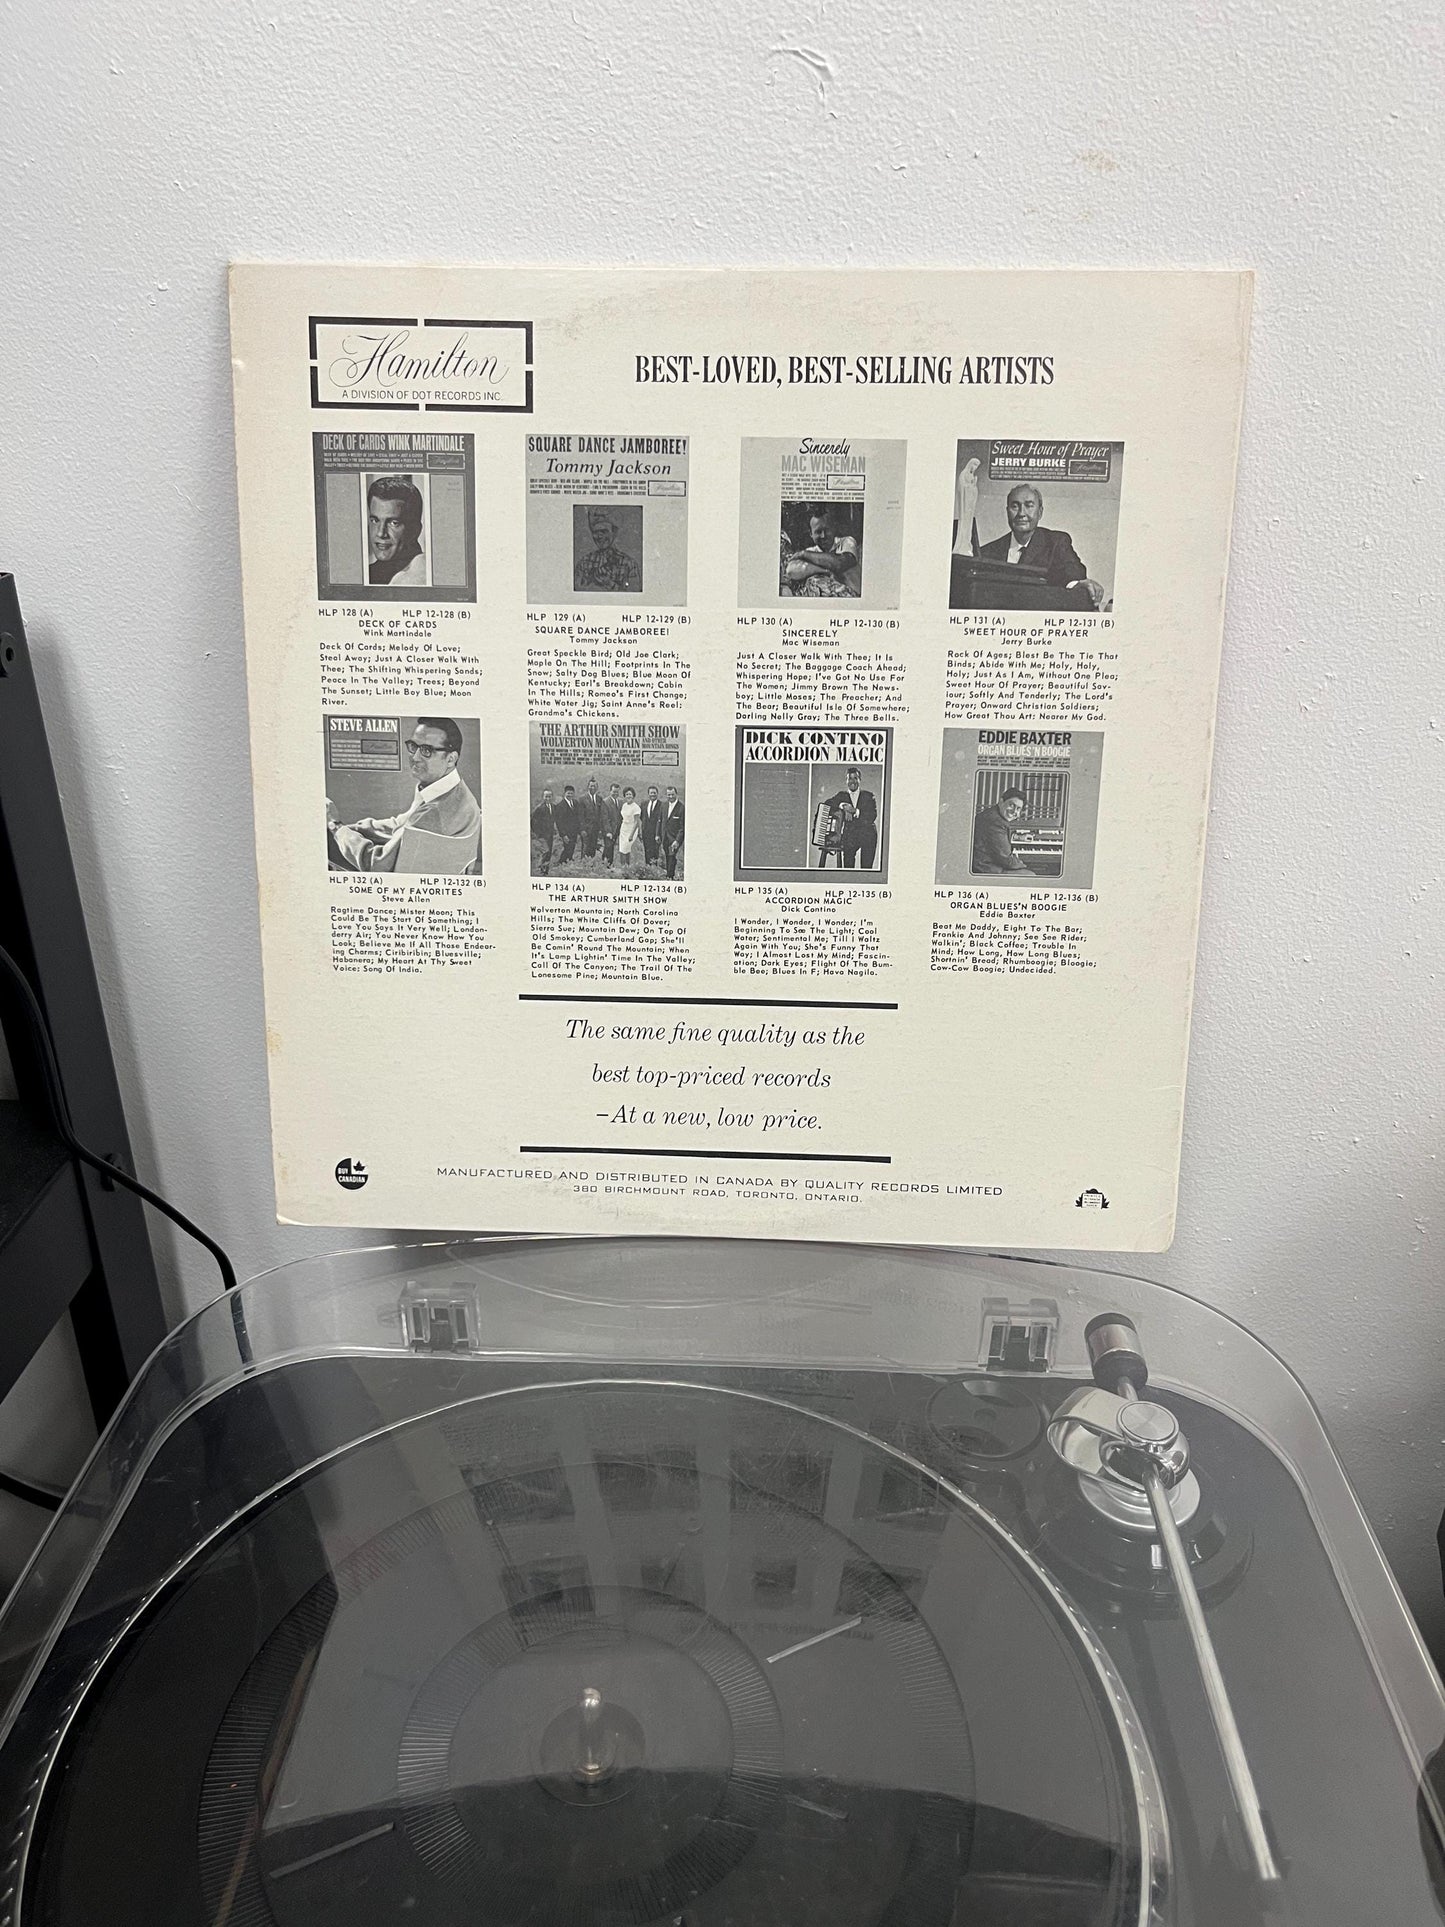 Hamilton
A DIVISION OF DOT RECORDS INC.
BEST-LOVED, BEST-SELLING ARTISTS
DECK OF CARDS WINK MARTINDALE
HLP 128 (A) HLP 12-128 (B)
DECK OF CARDS
Wink Martindale
Deck Of Cards; Melody Of Love;
Steal Away; Just A Closer Walk With
Thee; The Shifting Whispering Sands;
Peace In The Valley; Trees; Beyond
The Sunset; Little Boy Blue; Moon
River.
SQUARE DANCE JAMBOREE!
Tommy Jackson
HLP 129 (A) HLP 12-129 (B)
SQUARE DANCE JAMBOREE!
Tommy Jackson
Great Speckle Bird; Old Joe Clark;
Maple On The Hill; Footprints In The
Snow; Salty Dog Blues; Blue Moon Of
Kentucky; Earl's Breakdown; Cabin
In The Hills; Romeo's First Change;
White Water Jig; Saint Anne's Reel;
Grandma's Chickens.
Sincerely
MAC WISEMAN
HLP 130 (A) HLP 12-130 (B)
SINCERELY
Mac Wiseman
Just A Closer Walk With Thee; It Is
No Secret; The Baggage Coach Ahead;
Whispering Hope; I've Got No Use For
The Women; Jimmy Brown The News-
boy; Little Moses; The Preacher; And
The Bear; Beautiful Isle Of Somewhere;
Darling Nelly Gray; The Three Bells.
Sweet Hour of Prayer
JERRY BURKE
HLP 131 (A) HLP 12-131 (B)
SWEET HOUR OF PRAYER
Jerry Burke
Rock Of Ages; Blest Be The Tie That
Binds; Abide With Me; Holy, Holy,
Holy; Just As I Am, Without One Plea;
Sweet Hour Of Prayer; Beautiful Sav-
iour; Softly And Tenderly; The Lord's
Prayer; Onward Christian Soldiers;
How Great Thou Art; Nearer My God.
STEVE ALLEN
HLP 132 (A) HLP 12-132 (B)
SOME OF MY FAVORITES
Steve Allen
Ragtime Dance; Mister Moon; This
Could Be The Start Of Something; I
Love You Says It Very Well; London-
derry Air; You Never Know How You
Look; Believe Me If All Those Endear-
ing Charms; Ciribiribin; Bluesville;
Habanera; My Heart At Thy Sweet
Voice; Song Of India.
THE ARTHUR SMITH SHOW
WOLVERTON MOUNTAIN AND OTHER MOUNTAIN SONGS
HLP 134 (A) HLP 12-134 (B)
THE ARTHUR SMITH SHOW
Wolverton Mountain; North Carolina
Hills; The White Cliffs Of Dover;
Sierra Sue; Mountain Dew; On Top Of
Old Smokey; Cumberland Gap; She'll
Be Comin' Round The Mountain; When
It's Lamp Lightin' Time In The Valley;
Call Of The Canyon; The Trail Of The
Lonesome Pine; Mountain Blue.
DICK CONTINO
ACCORDION MAGIC
HLP 135 (A) HLP 12-135 (B)
ACCORDION MAGIC
Dick Contino
I Wonder, I Wonder, I Wonder; I'm
Beginning To See The Light; Cool
Water; Sentimental Me; Till I Waltz
Again With You; She's Funny That
Way; I Almost Lost My Mind; Fascin-
ation; Dark Eyes; Flight Of The Bum-
ble Bee; Blues In F; Hava Nagila.
EDDIE BAXTER
ORGAN BLUES 'N BOOGIE
HLP 136 (A) HLP 12-136 (B)
ORGAN BLUES'N BOOGIE
Eddie Baxter
Beat Me Daddy, Eight To The Bar;
Frankie And Johnny; See See Rider;
Walkin'; Black Coffee; Trouble In
Mind; How Long, How Long Blues;
Shortnin' Bread; Rhumboogie; Bloogie;
Cow-Cow Boogie; Undecided.
The same fine quality as the
best top-priced records
–At a new, low price.
BUY
CANADIAN
MANUFACTURED AND DISTRIBUTED IN CANADA BY QUALITY RECORDS LIMITED
380 BIRCHMOUNT ROAD, TORONTO, ONTARIO.